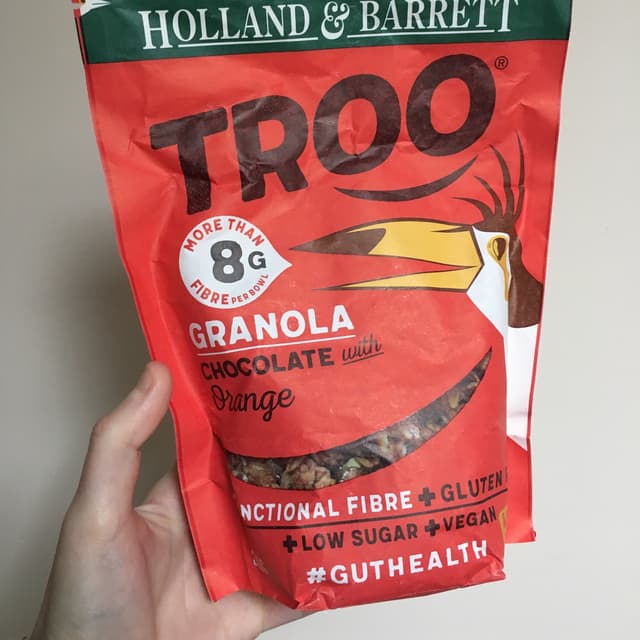 HOLLAND & BARRETT
TROO®
MORE THAN
8G
FIBRE PER BOWL
GRANOLA
CHOCOLATE with
Orange
NCTIONAL FIBRE + GLUTEN
+ LOW SUGAR + VEGAN
#GUTHEALTH